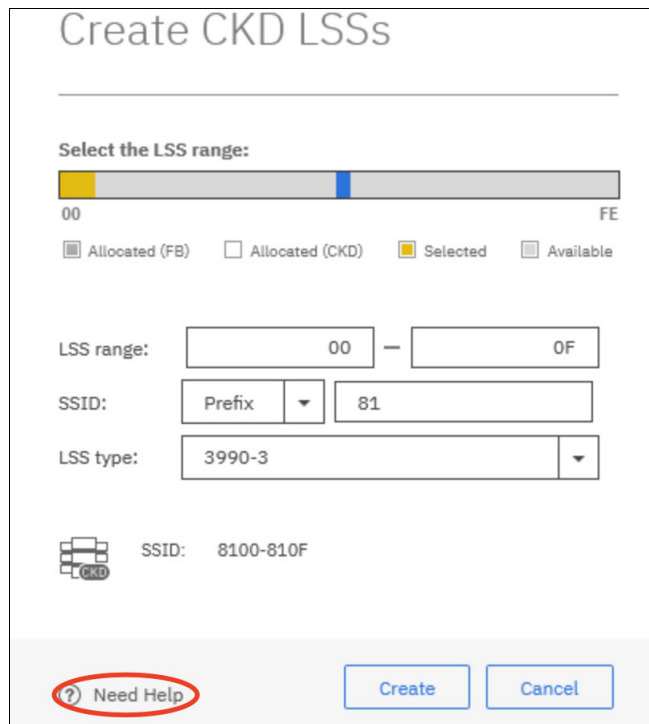 Create CKD LSSs
Select the LSS range:
00 FE
Allocated (FB) Allocated (CKD) Selected Available
LSS range: 00 — 0F
SSID: Prefix 81
LSS type: 3990-3
CKD SSID: 8100-810F
? Need Help Create Cancel